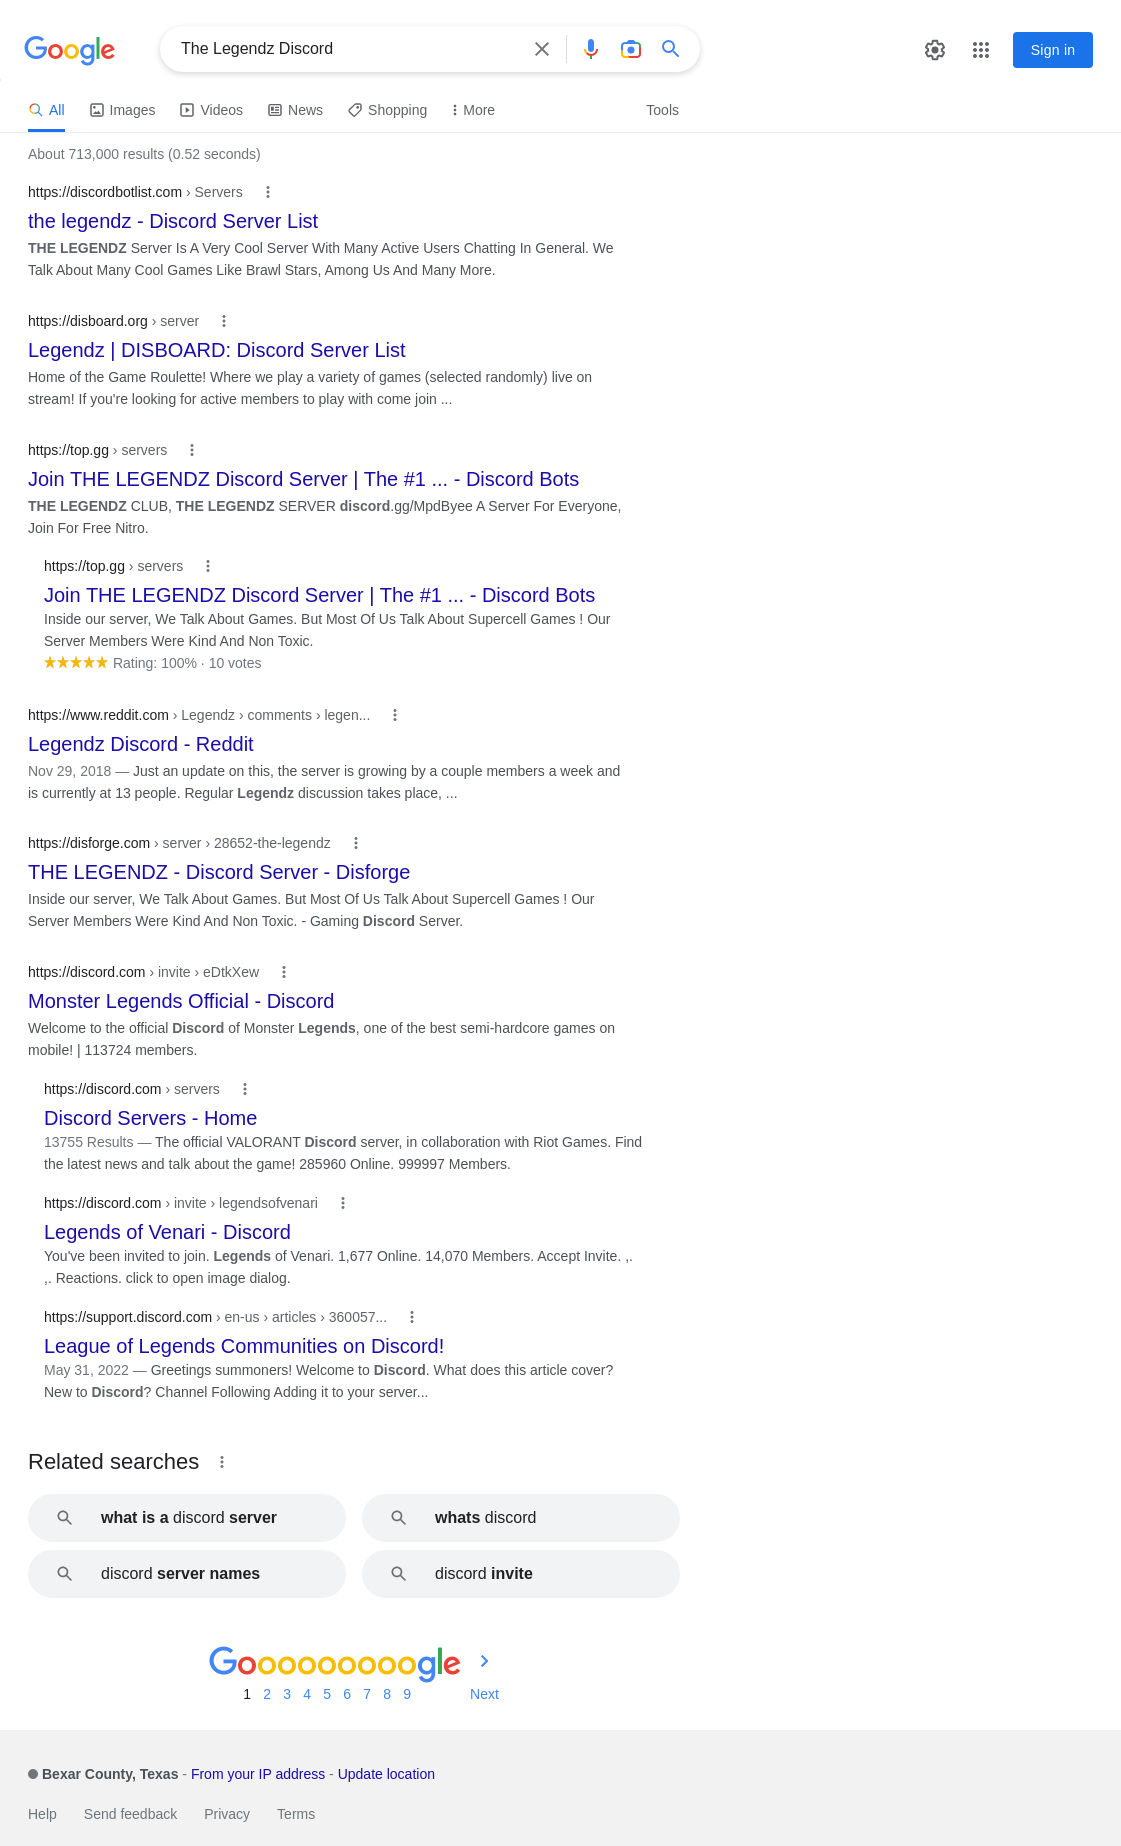 Google
The Legendz Discord
Sign in
All
Images
Videos
News
Shopping
More
Tools
About 713,000 results (0.52 seconds)
https://discordbotlist.com › Servers
the legendz - Discord Server List
THE LEGENDZ Server Is A Very Cool Server With Many Active Users Chatting In General. We
Talk About Many Cool Games Like Brawl Stars, Among Us And Many More.
https://disboard.org › server
Legendz | DISBOARD: Discord Server List
Home of the Game Roulette! Where we play a variety of games (selected randomly) live on
stream! If you're looking for active members to play with come join ...
https://top.gg › servers
Join THE LEGENDZ Discord Server | The #1 ... - Discord Bots
THE LEGENDZ CLUB, THE LEGENDZ SERVER discord.gg/MpdByee A Server For Everyone,
Join For Free Nitro.
https://top.gg › servers
Join THE LEGENDZ Discord Server | The #1 ... - Discord Bots
Inside our server, We Talk About Games. But Most Of Us Talk About Supercell Games ! Our
Server Members Were Kind And Non Toxic.
Rating: 100% · 10 votes
https://www.reddit.com › Legendz › comments › legen...
Legendz Discord - Reddit
Nov 29, 2018 — Just an update on this, the server is growing by a couple members a week and
is currently at 13 people. Regular Legendz discussion takes place, ...
https://disforge.com › server › 28652-the-legendz
THE LEGENDZ - Discord Server - Disforge
Inside our server, We Talk About Games. But Most Of Us Talk About Supercell Games ! Our
Server Members Were Kind And Non Toxic. - Gaming Discord Server.
https://discord.com › invite › eDtkXew
Monster Legends Official - Discord
Welcome to the official Discord of Monster Legends, one of the best semi-hardcore games on
mobile! | 113724 members.
https://discord.com › servers
Discord Servers - Home
13755 Results — The official VALORANT Discord server, in collaboration with Riot Games. Find
the latest news and talk about the game! 285960 Online. 999997 Members.
https://discord.com › invite › legendsofvenari
Legends of Venari - Discord
You've been invited to join. Legends of Venari. 1,677 Online. 14,070 Members. Accept Invite. ,.
,. Reactions. click to open image dialog.
https://support.discord.com › en-us › articles › 360057...
League of Legends Communities on Discord!
May 31, 2022 — Greetings summoners! Welcome to Discord. What does this article cover?
New to Discord? Channel Following Adding it to your server...
Related searches
what is a discord server
whats discord
discord server names
discord invite
Gooooooooogle
1 2 3 4 5 6 7 8 9 Next
Bexar County, Texas - From your IP address - Update location
Help Send feedback Privacy Terms